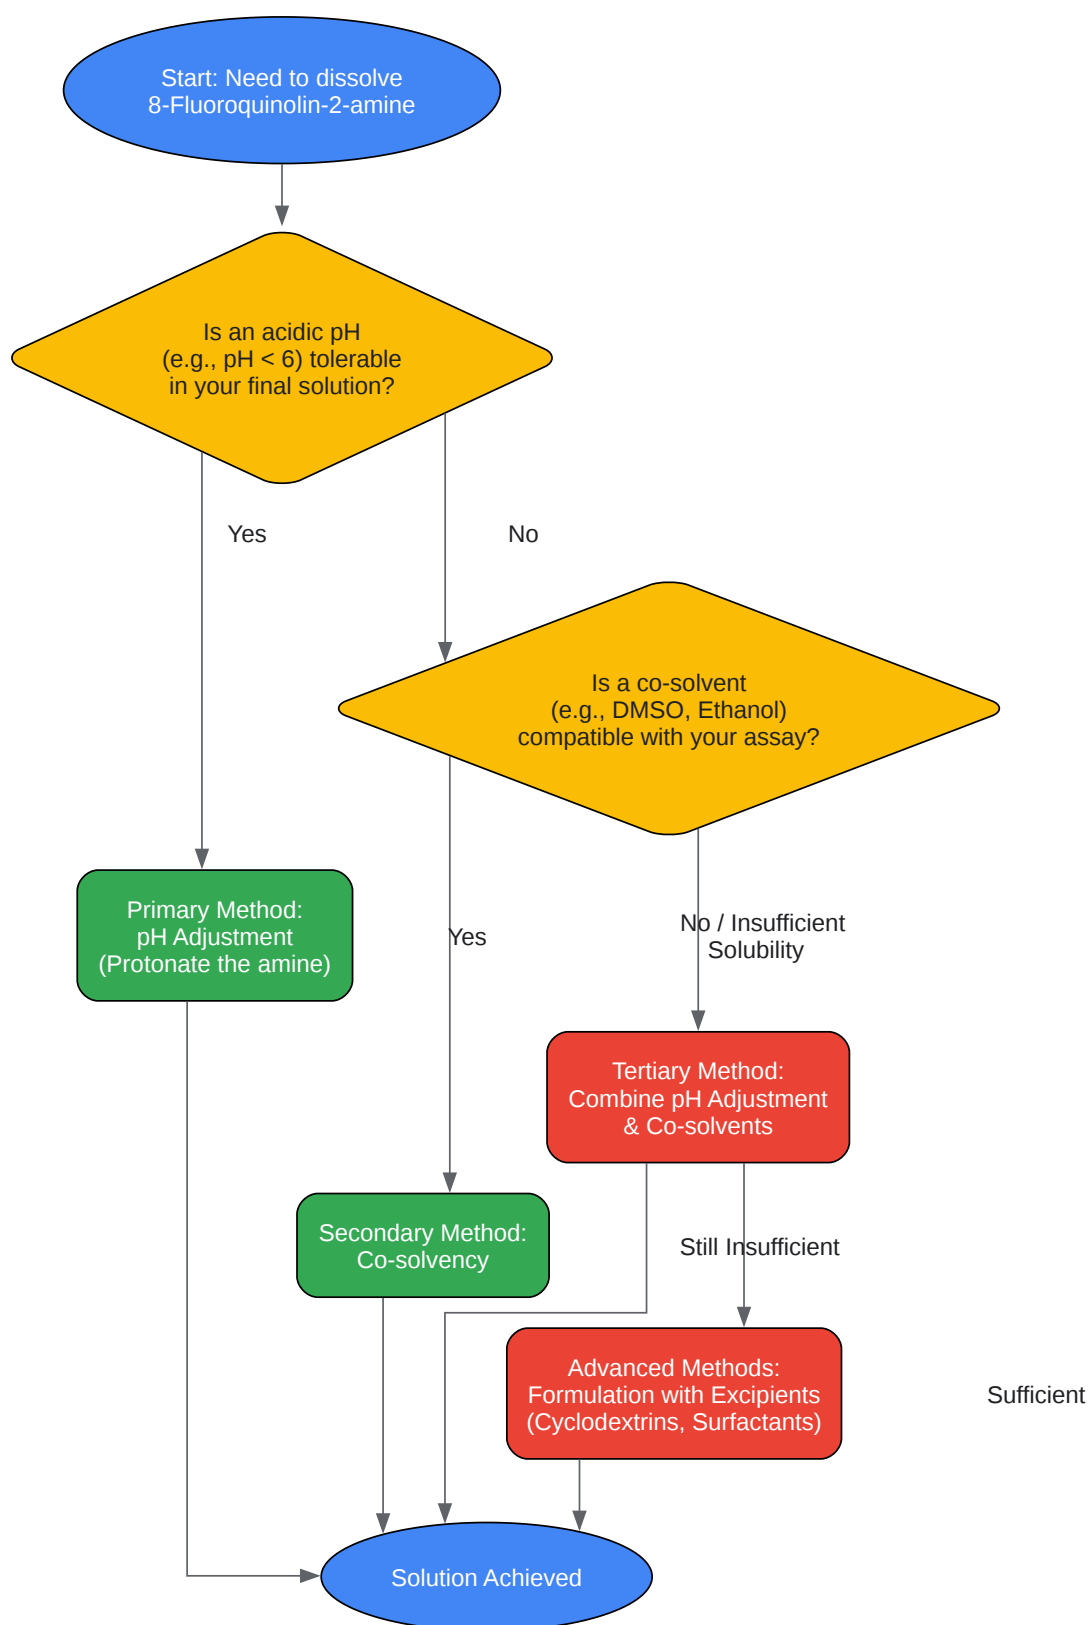 Start: Need to dissolve
8-Fluoroquinolin-2-amine
Is an acidic pH
(e.g., pH < 6) tolerable
in your final solution?
Yes
No
Is a co-solvent
(e.g., DMSO, Ethanol)
compatible with your assay?
Primary Method:
pH Adjustment
(Protonate the amine)
Yes
No / Insufficient
Solubility
Tertiary Method:
Combine pH Adjustment
& Co-solvents
Secondary Method:
Co-solvency
Still Insufficient
Advanced Methods:
Formulation with Excipients
(Cyclodextrins, Surfactants)
Sufficient
Solution Achieved